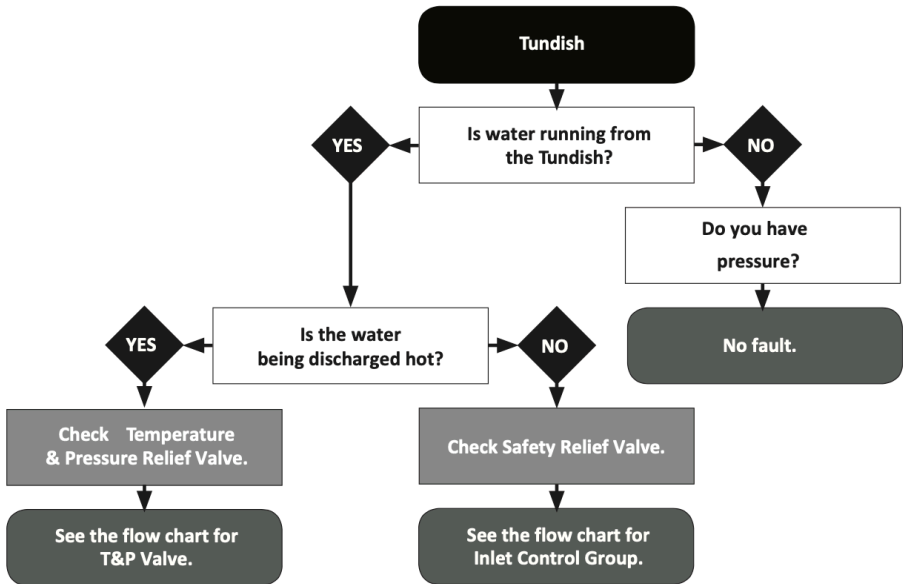 Tundish
Is water running from
the Tundish?
YES
NO
Do you have
pressure?
No fault.
Is the water
being discharged hot?
YES
NO
Check Temperature
& Pressure Relief Valve.
Check Safety Relief Valve.
See the flow chart for
T&P Valve.
See the flow chart for
Inlet Control Group.